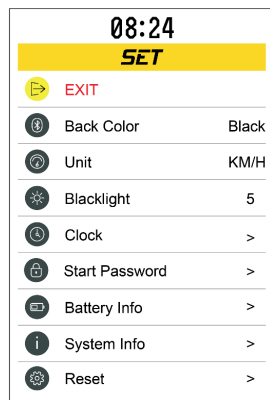 08:24
SET
EXIT
Back Color Black
Unit KM/H
Blacklight 5
Clock >
Start Password >
Battery Info >
System Info >
Reset >